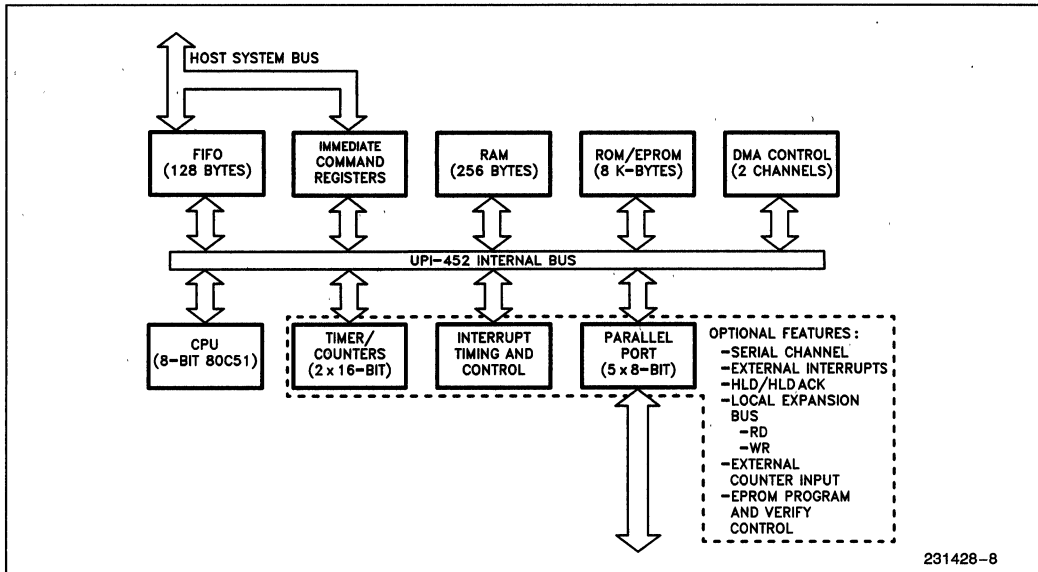 HOST SYSTEM BUS
FIFO
(128 BYTES)
IMMEDIATE
COMMAND
REGISTERS
RAM
(256 BYTES)
ROM/EPROM
(8 K-BYTES)
DMA CONTROL
(2 CHANNELS)
UPI-452 INTERNAL BUS
CPU
(8-BIT 80C51)
TIMER/
COUNTERS
(2 x 16-BIT)
INTERRUPT
TIMING AND
CONTROL
PARALLEL
PORT
(5 x 8-BIT)
OPTIONAL FEATURES:
-SERIAL CHANNEL
-EXTERNAL INTERRUPTS
-HLD/HLDACK
-LOCAL EXPANSION
BUS
-RD
-WR
-EXTERNAL
COUNTER INPUT
-EPROM PROGRAM
AND VERIFY
CONTROL
231428-8